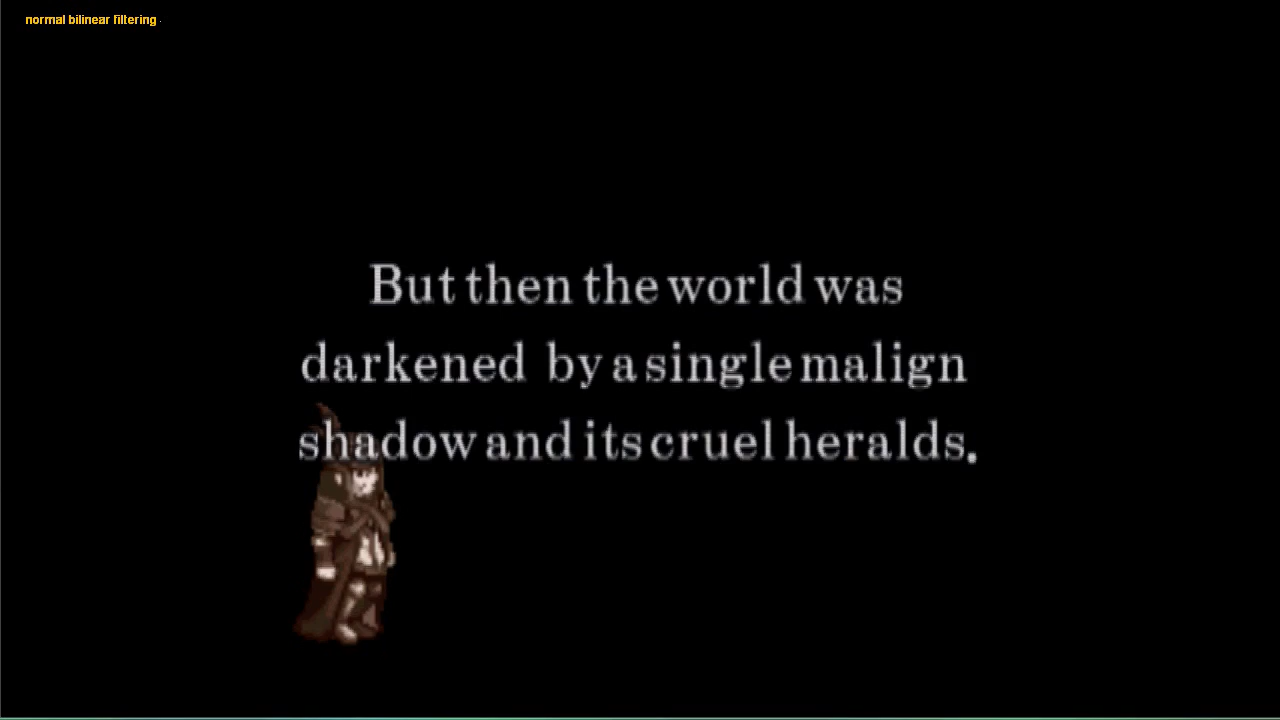 normal bilinear filtering
But then the world was
darkened by a single malign
shadow and its cruel heralds.